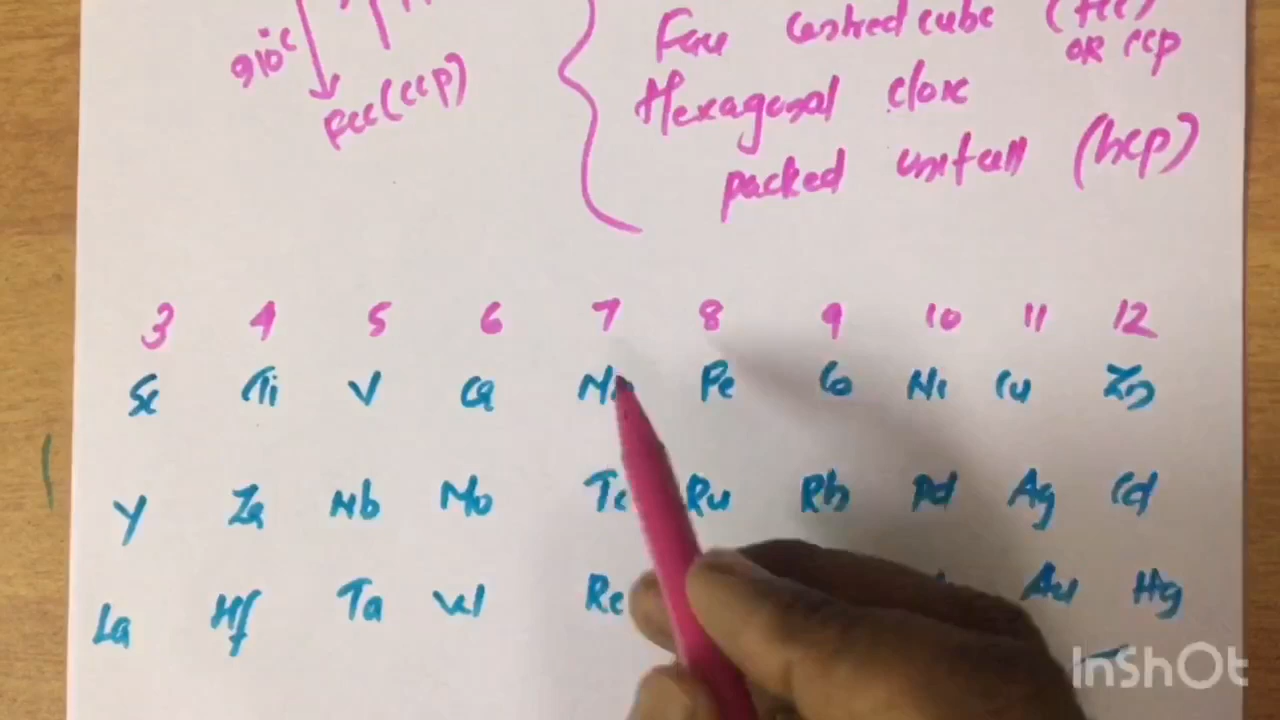 910°c
fcc(ccp)
Face centred cube (fcc)
OR ccp
Hexagonal close
packed unitcell (hcp)
3 4 5 6 7 8 9 10 11 12
Sc Ti V Cr Mn Fe Co Ni Cu Zn
Y Zr Nb Mo Tc Ru Rh Pd Ag Cd
La Hf Ta W Re Au Hg
InShOt